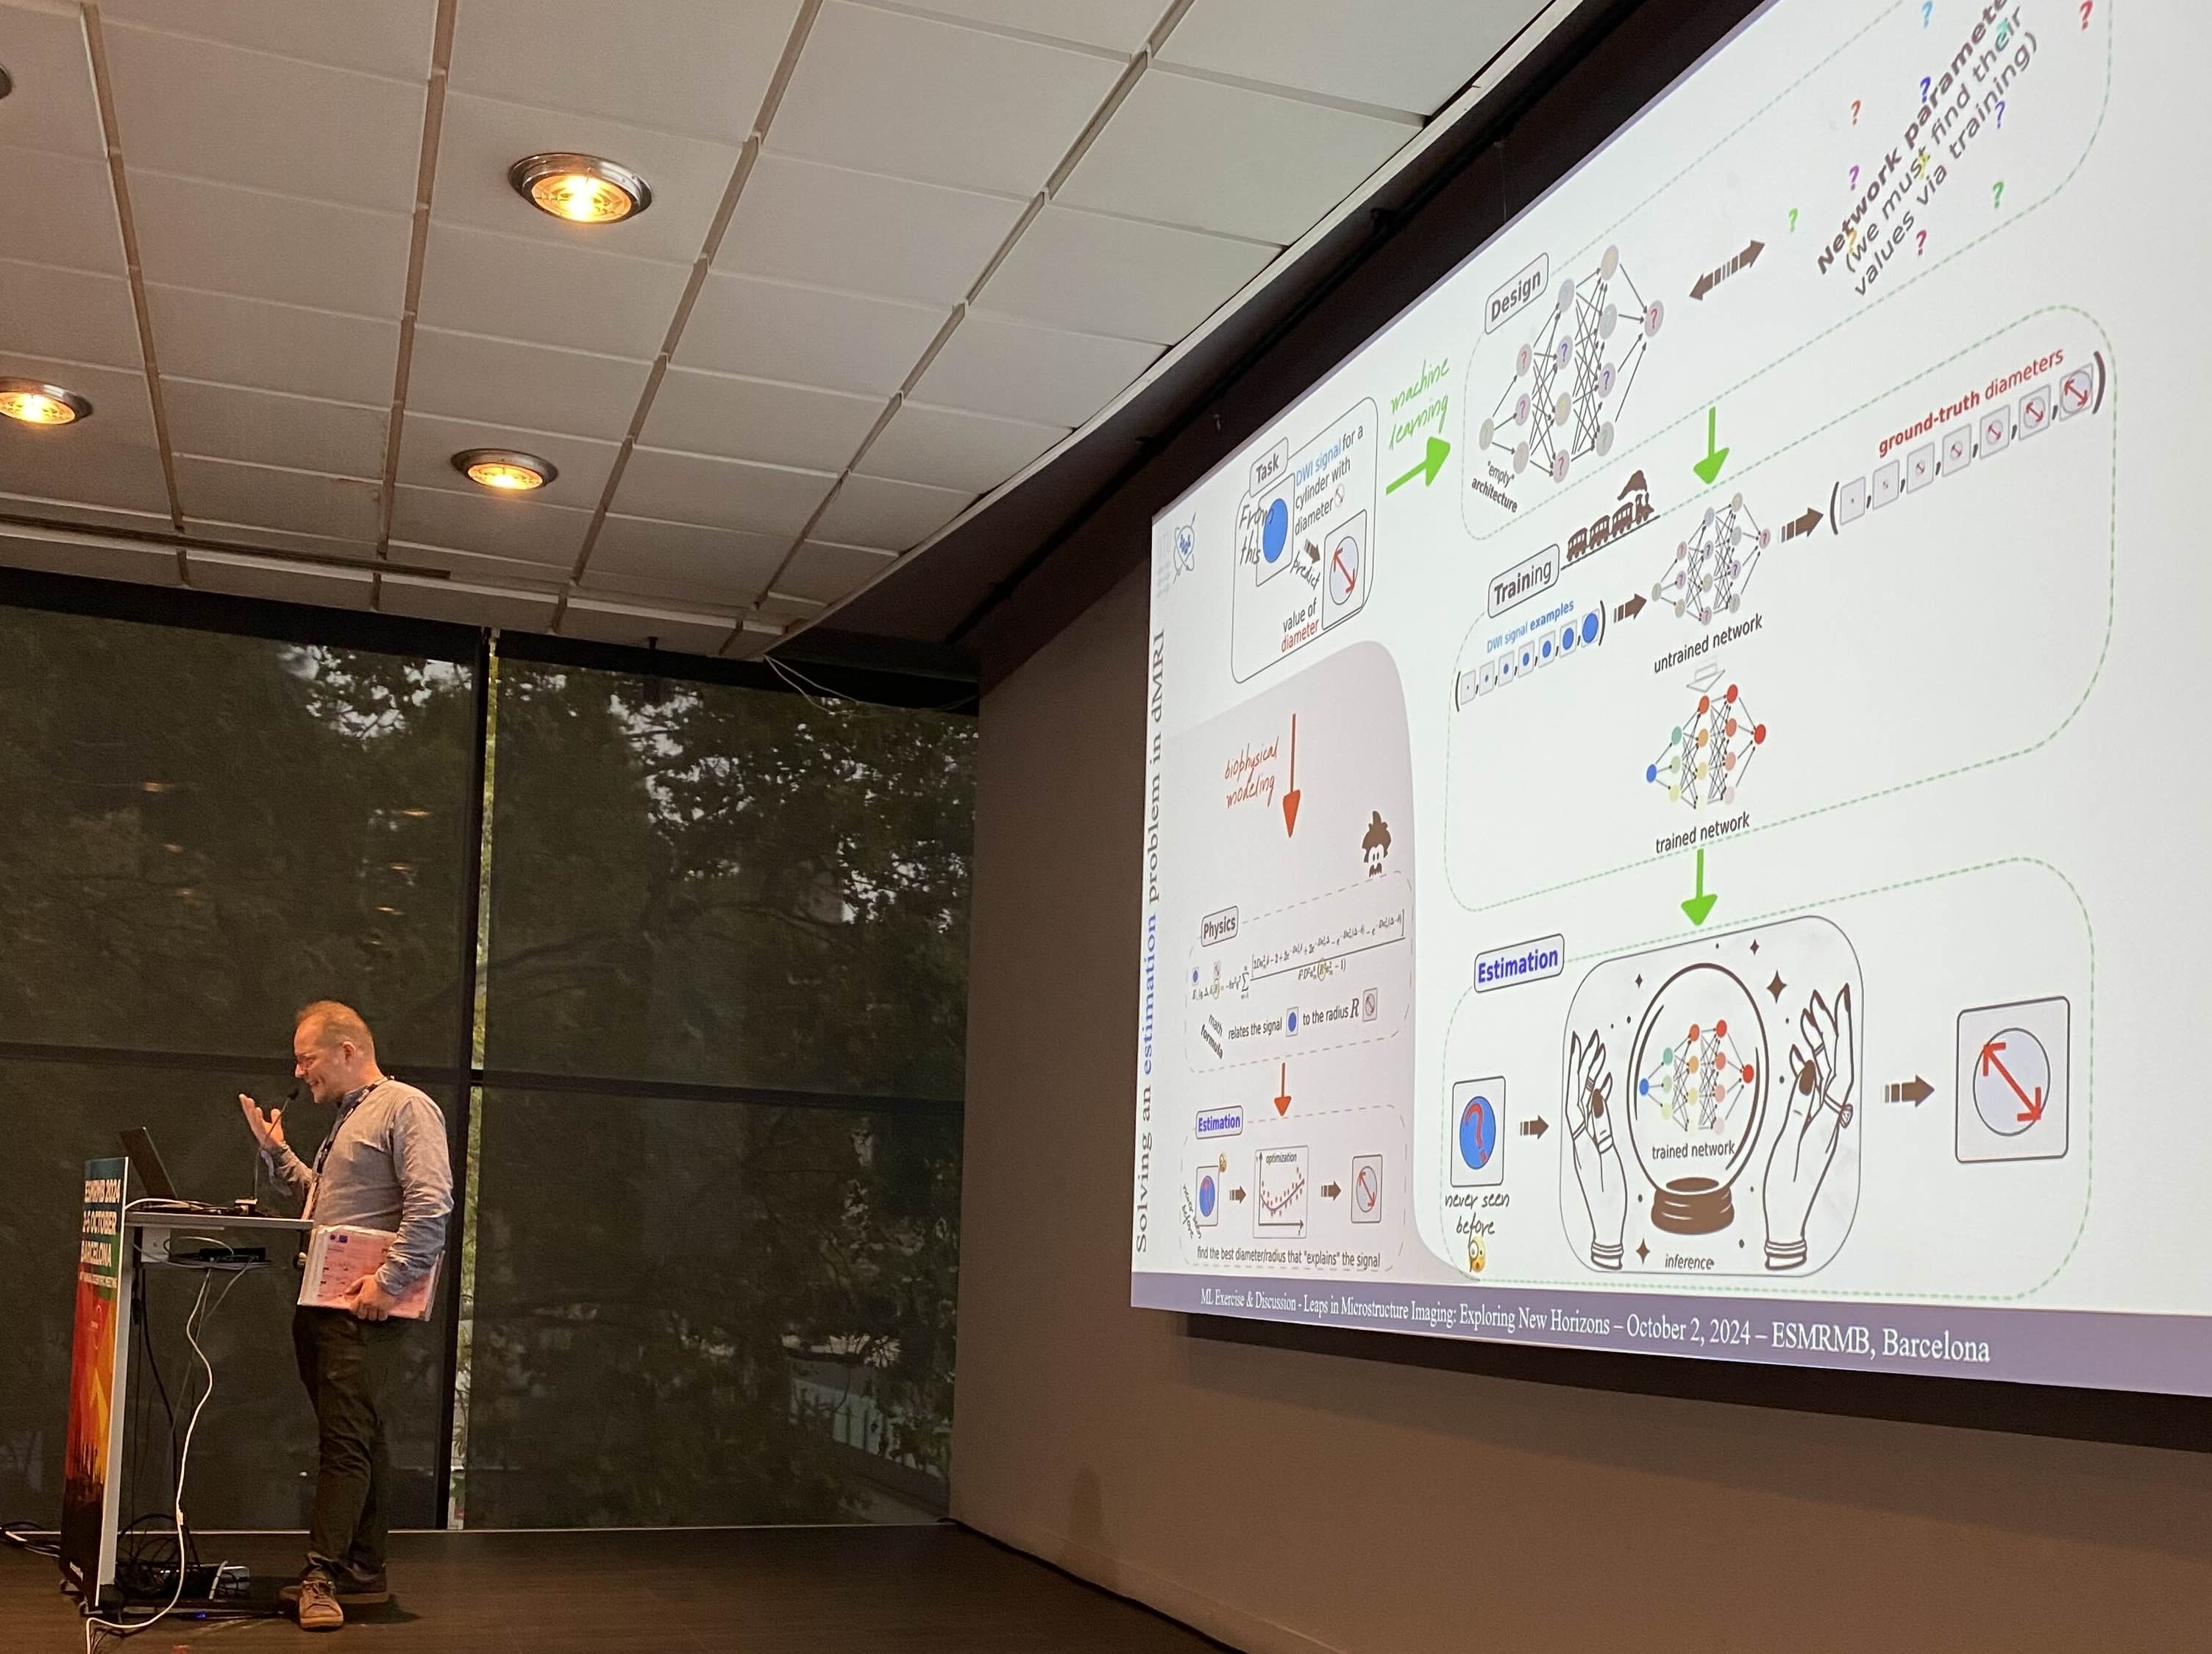 Solving an estimation problem in dMRI
Task
From
this
DWI signal for a
cylinder with
diameter
predict
value of
diameter
machine
learning
biophysical
modeling
Physics
math
formula
relates the signal
to the radius R
Estimation
optimization
find the best diameter/radius that "explains" the signal
Design
"empty"
architecture
Network
(we must find their
values via training)
Training
DWI signal examples
untrained network
ground-truth diameters
trained network
Estimation
never seen
before
trained network
inference
ML Exercise & Discussion - Leaps in Microstructure Imaging: Exploring New Horizons – October 2, 2024 – ESMRMB, Barcelona
ESMRMB 2024
OCTOBER
BARCELONA